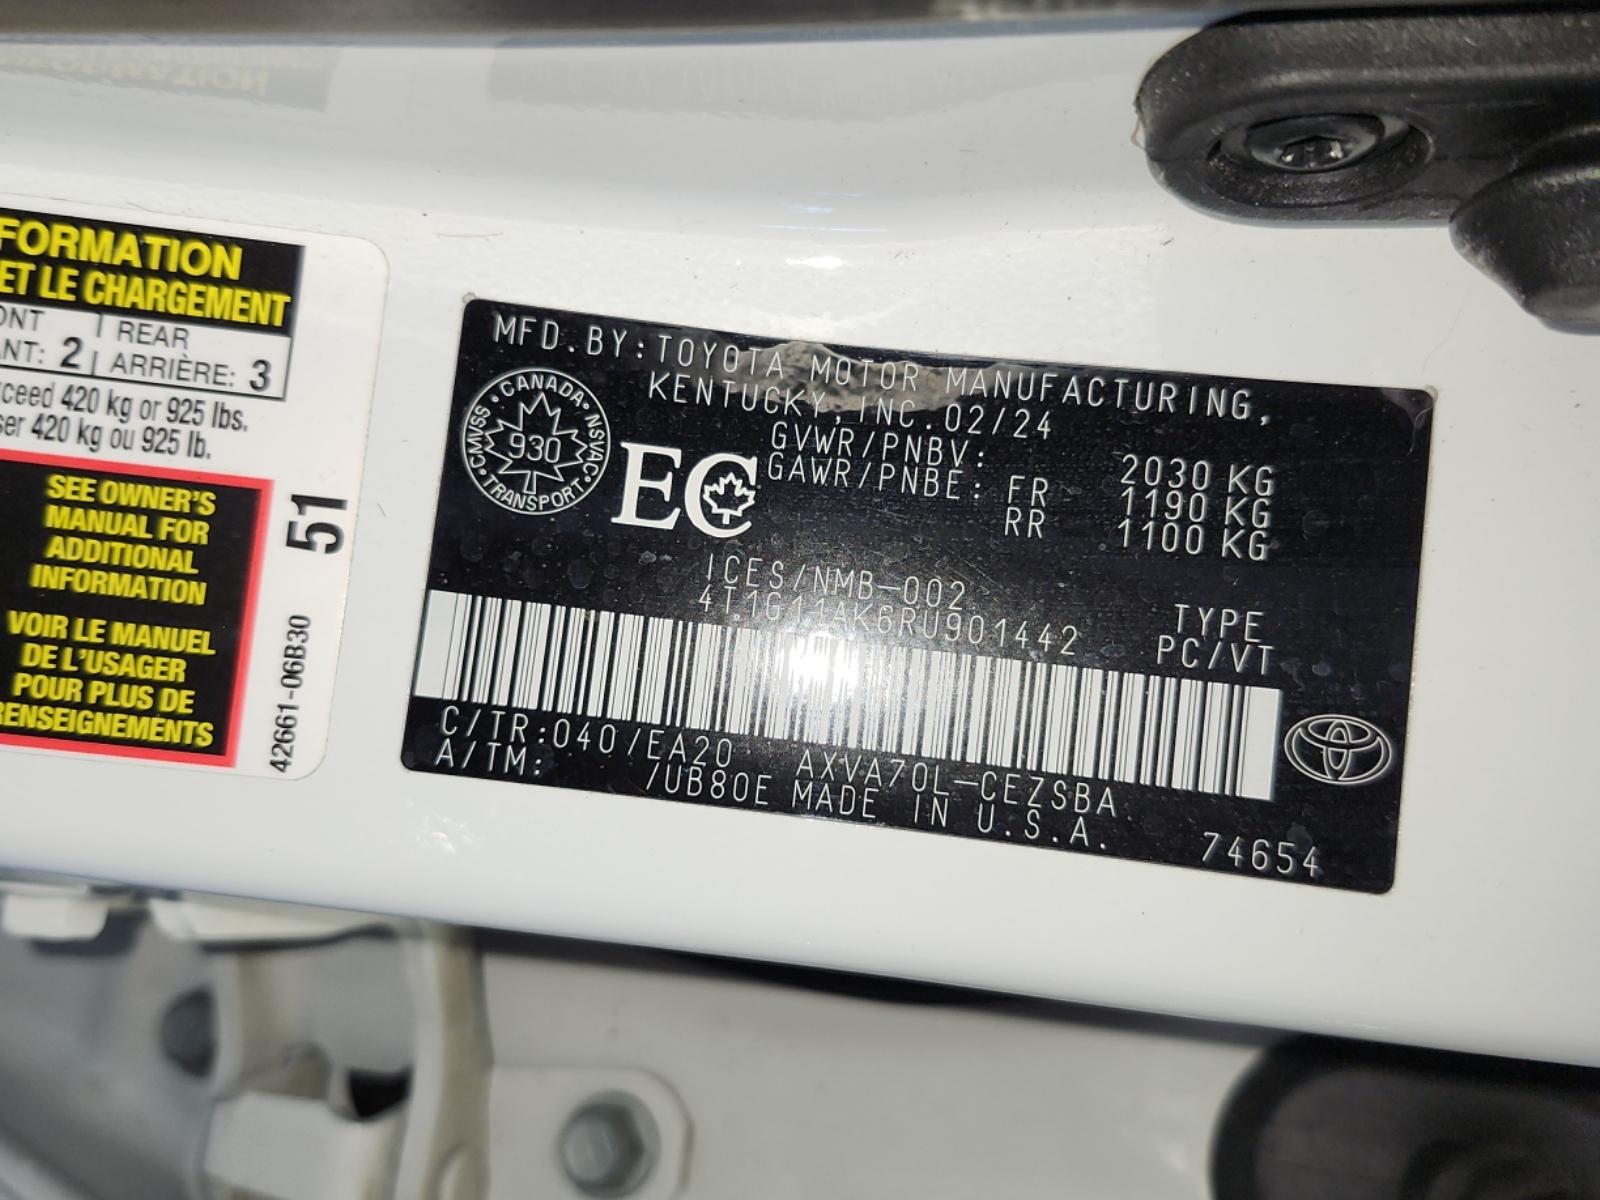 FORMATION
ET LE CHARGEMENT
REAR
2 ARRIÈRE: 3
420 kg or 925 lbs.
420 kg ou 925 lb.
SEE OWNER'S
MANUAL FOR
ADDITIONAL
INFORMATION
VOIR LE MANUEL
DE L'USAGER
POUR PLUS DE
RENSEIGNEMENTS
51
42661-06B30
MFD.BY:TOYOTA MOTOR MANUFACTURING,
KENTUCKY, INC.02/24
GVWR/PNBV: 2030 KG
GAWR/PNBE: FR 1190 KG
RR 1100 KG
CANADA NSVAC TRANSPORT CMVSS
930
EC
ICES/NMB-002
4T1G11AK6RU901442
TYPE
PC/VT
C/TR:040/EA20 AXVA70L-CEZSBA
A/TM: /UB80E MADE IN U.S.A.
74654